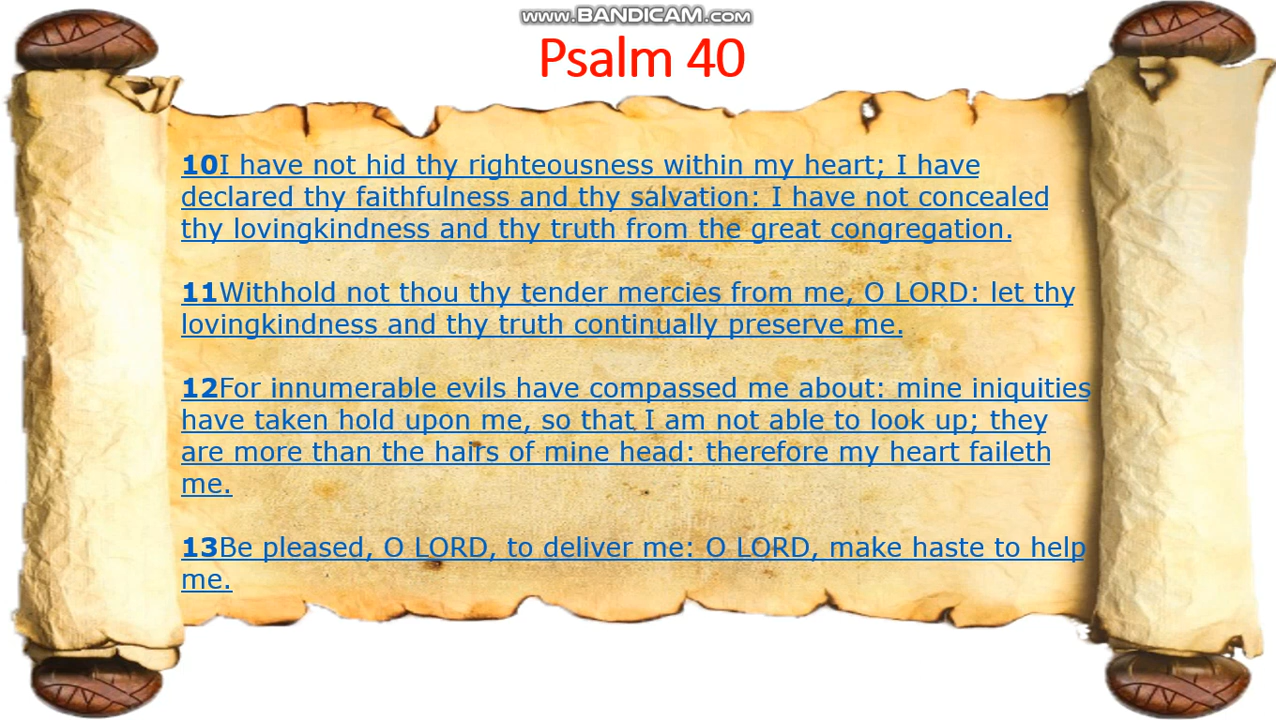 www.BANDICAM.com
Psalm 40
10I have not hid thy righteousness within my heart; I have
declared thy faithfulness and thy salvation: I have not concealed
thy lovingkindness and thy truth from the great congregation.
11Withhold not thou thy tender mercies from me, O LORD: let thy
lovingkindness and thy truth continually preserve me.
12For innumerable evils have compassed me about: mine iniquities
have taken hold upon me, so that I am not able to look up; they
are more than the hairs of mine head: therefore my heart faileth
me.
13Be pleased, O LORD, to deliver me: O LORD, make haste to help
me.